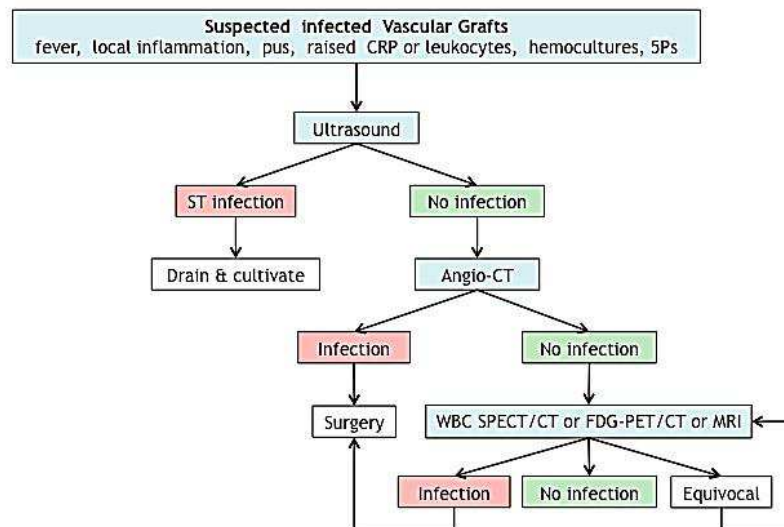 Suspected infected Vascular Grafts
fever, local inflammation, pus, raised CRP or leukocytes, hemocultures, 5Ps
Ultrasound
ST infection
No infection
Drain & cultivate
Angio-CT
Infection
No infection
Surgery
WBC SPECT/CT or FDG-PET/CT or MRI
Infection
No infection
Equivocal